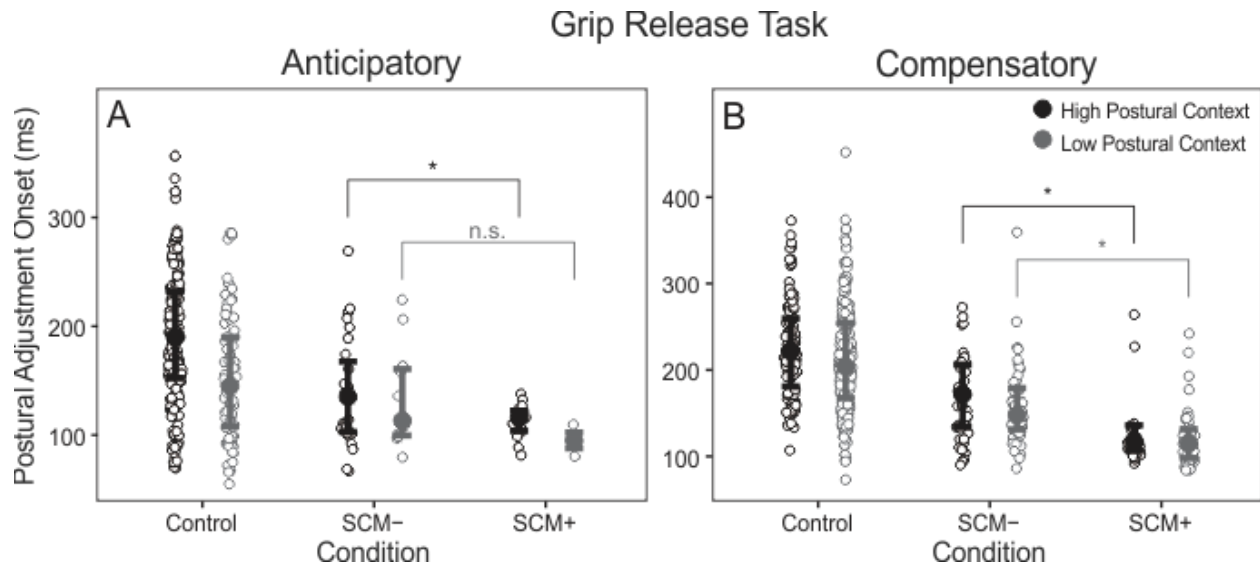 Grip Release Task
Anticipatory
Compensatory
Postural Adjustment Onset (ms)
A
*
n.s.
300
200
100
Control
SCM−
SCM+
Condition
B
High Postural Context
Low Postural Context
*
*
400
300
200
100
Control
SCM−
SCM+
Condition